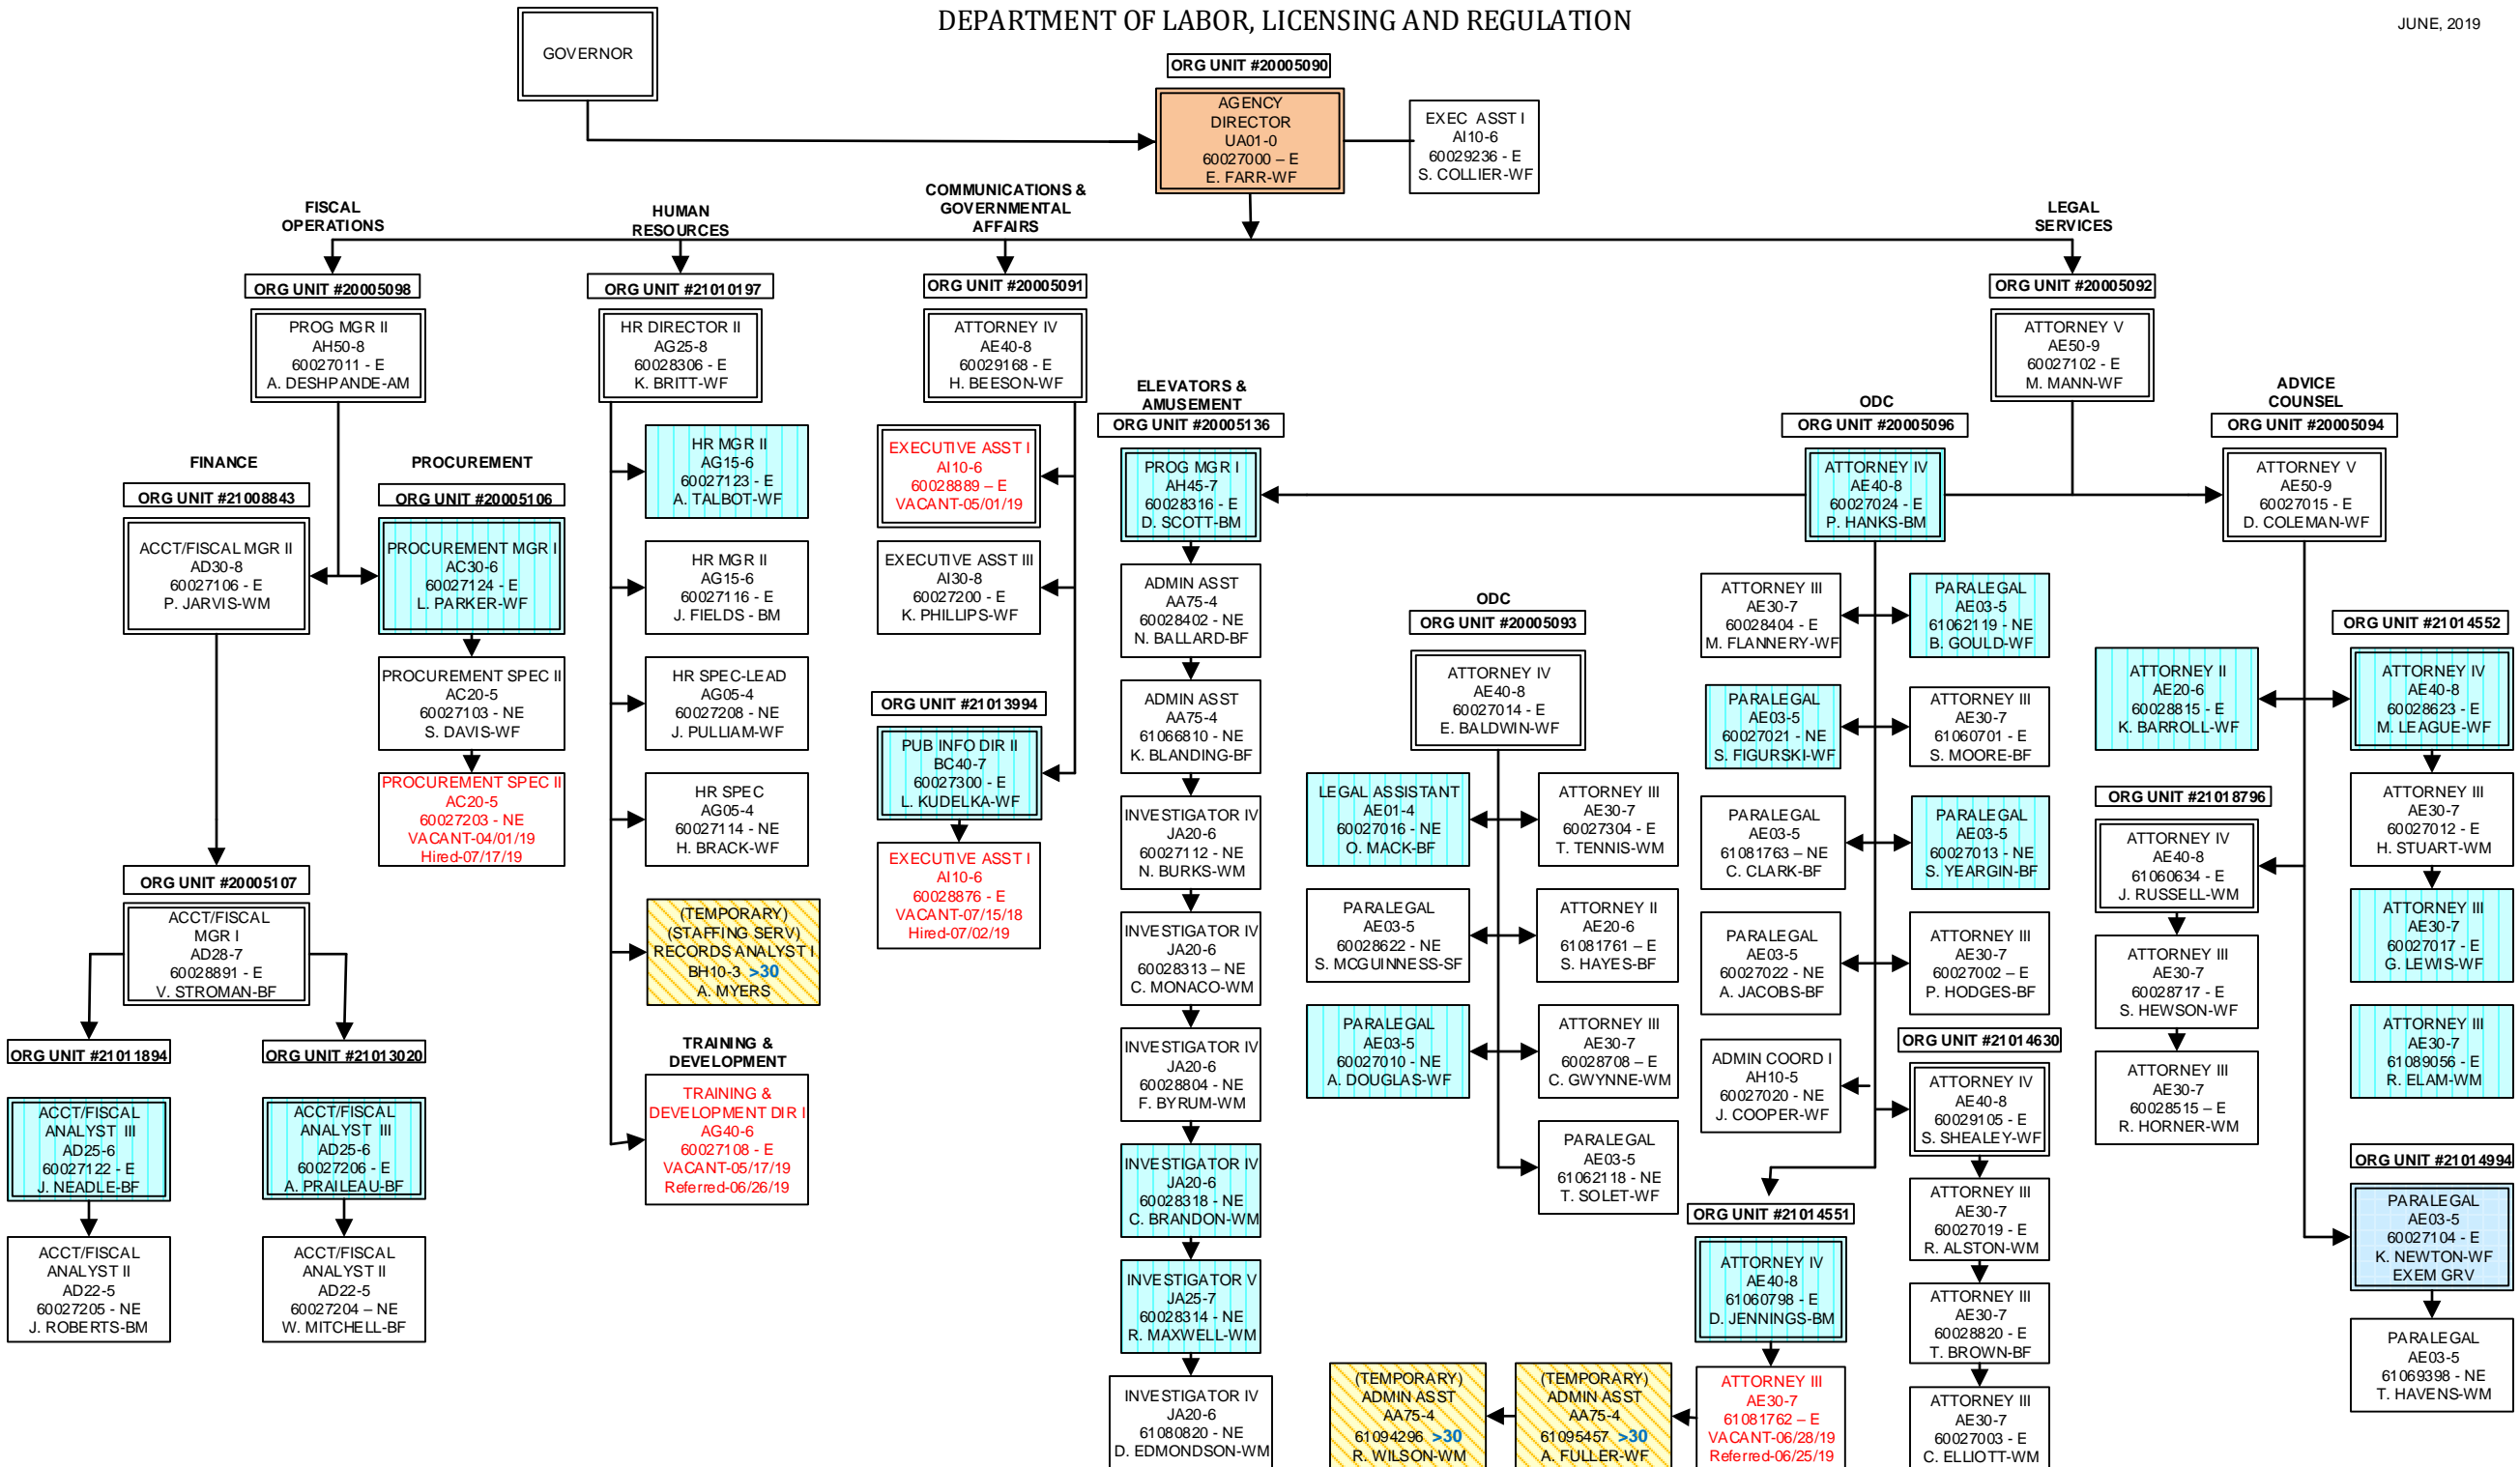 DEPARTMENT OF LABOR, LICENSING AND REGULATION
JUNE, 2019
GOVERNOR
ORG UNIT #20005090
AGENCY
DIRECTOR
UA01-0
60027000 – E
E. FARR-WF
EXEC ASST I
AI10-6
60029236 - E
S. COLLIER-WF
FISCAL
OPERATIONS
ORG UNIT #20005098
PROG MGR II
AH50-8
60027011 - E
A. DESHPANDE-AM
FINANCE
ORG UNIT #21008843
ACCT/FISCAL MGR II
AD30-8
60027106 - E
P. JARVIS-WM
PROCUREMENT
ORG UNIT #20005106
PROCUREMENT MGR I
AC30-6
60027124 - E
L. PARKER-WF
PROCUREMENT SPEC II
AC20-5
60027103 - NE
S. DAVIS-WF
PROCUREMENT SPEC II
AC20-5
60027203 - NE
VACANT-04/01/19
Hired-07/17/19
ORG UNIT #20005107
ACCT/FISCAL
MGR I
AD28-7
60028891 - E
V. STROMAN-BF
ORG UNIT #21011894
ACCT/FISCAL
ANALYST III
AD25-6
60027122 - E
J. NEADLE-BF
ACCT/FISCAL
ANALYST II
AD22-5
60027205 - NE
J. ROBERTS-BM
ORG UNIT #21013020
ACCT/FISCAL
ANALYST III
AD25-6
60027206 - E
A. PRAILEAU-BF
ACCT/FISCAL
ANALYST II
AD22-5
60027204 – NE
W. MITCHELL-BF
HUMAN
RESOURCES
ORG UNIT #21010197
HR DIRECTOR II
AG25-8
60028306 - E
K. BRITT-WF
HR MGR II
AG15-6
60027123 - E
A. TALBOT-WF
HR MGR II
AG15-6
60027116 - E
J. FIELDS - BM
HR SPEC-LEAD
AG05-4
60027208 - NE
J. PULLIAM-WF
HR SPEC
AG05-4
60027114 - NE
H. BRACK-WF
(TEMPORARY)
(STAFFING SERV)
RECORDS ANALYST I
BH10-3 >30
A. MYERS
TRAINING &
DEVELOPMENT
TRAINING &
DEVELOPMENT DIR I
AG40-6
60027108 - E
VACANT-05/17/19
Referred-06/26/19
COMMUNICATIONS &
GOVERNMENTAL
AFFAIRS
ORG UNIT #20005091
ATTORNEY IV
AE40-8
60029168 - E
H. BEESON-WF
EXECUTIVE ASST I
AI10-6
60028889 – E
VACANT-05/01/19
EXECUTIVE ASST III
AI30-8
60027200 - E
K. PHILLIPS-WF
ORG UNIT #21013994
PUB INFO DIR II
BC40-7
60027300 - E
L. KUDELKA-WF
EXECUTIVE ASST I
AI10-6
60028876 - E
VACANT-07/15/18
Hired-07/02/19
LEGAL
SERVICES
ORG UNIT #20005092
ATTORNEY V
AE50-9
60027102 - E
M. MANN-WF
ELEVATORS &
AMUSEMENT
ORG UNIT #20005136
PROG MGR I
AH45-7
60028316 - E
D. SCOTT-BM
ADMIN ASST
AA75-4
60028402 - NE
N. BALLARD-BF
ADMIN ASST
AA75-4
61066810 - NE
K. BLANDING-BF
INVESTIGATOR IV
JA20-6
60027112 - NE
N. BURKS-WM
INVESTIGATOR IV
JA20-6
60028313 – NE
C. MONACO-WM
INVESTIGATOR IV
JA20-6
60028804 - NE
F. BYRUM-WM
INVESTIGATOR IV
JA20-6
60028318 - NE
C. BRANDON-WM
INVESTIGATOR V
JA25-7
60028314 - NE
R. MAXWELL-WM
INVESTIGATOR IV
JA20-6
61080820 - NE
D. EDMONDSON-WM
ODC
ORG UNIT #20005093
ATTORNEY IV
AE40-8
60027014 - E
E. BALDWIN-WF
LEGAL ASSISTANT
AE01-4
60027016 - NE
O. MACK-BF
ATTORNEY III
AE30-7
60027304 - E
T. TENNIS-WM
PARALEGAL
AE03-5
60028622 - NE
S. MCGUINNESS-SF
ATTORNEY II
AE20-6
61081761 – E
S. HAYES-BF
PARALEGAL
AE03-5
60027010 - NE
A. DOUGLAS-WF
ATTORNEY III
AE30-7
60028708 – E
C. GWYNNE-WM
PARALEGAL
AE03-5
61062118 - NE
T. SOLET-WF
ODC
ORG UNIT #20005096
ATTORNEY IV
AE40-8
60027024 - E
P. HANKS-BM
ATTORNEY III
AE30-7
60028404 - E
M. FLANNERY-WF
PARALEGAL
AE03-5
61062119 - NE
B. GOULD-WF
PARALEGAL
AE03-5
60027021 - NE
S. FIGURSKI-WF
ATTORNEY III
AE30-7
61060701 - E
S. MOORE-BF
PARALEGAL
AE03-5
61081763 – NE
C. CLARK-BF
PARALEGAL
AE03-5
60027013 - NE
S. YEARGIN-BF
PARALEGAL
AE03-5
60027022 - NE
A. JACOBS-BF
ATTORNEY III
AE30-7
60027002 – E
P. HODGES-BF
ADMIN COORD I
AH10-5
60027020 - NE
J. COOPER-WF
ORG UNIT #21014630
ATTORNEY IV
AE40-8
60029105 - E
S. SHEALEY-WF
ATTORNEY III
AE30-7
60027019 - E
R. ALSTON-WM
ATTORNEY III
AE30-7
60028820 - E
T. BROWN-BF
ATTORNEY III
AE30-7
60027003 - E
C. ELLIOTT-WM
ORG UNIT #21014551
ATTORNEY IV
AE40-8
61060798 - E
D. JENNINGS-BM
ATTORNEY III
AE30-7
61081762 – E
VACANT-06/28/19
Referred-06/25/19
(TEMPORARY)
ADMIN ASST
AA75-4
61095457 >30
A. FULLER-WF
(TEMPORARY)
ADMIN ASST
AA75-4
61094296 >30
R. WILSON-WM
ADVICE
COUNSEL
ORG UNIT #20005094
ATTORNEY V
AE50-9
60027015 - E
D. COLEMAN-WF
ATTORNEY II
AE20-6
60028815 - E
K. BARROLL-WF
ORG UNIT #21014552
ATTORNEY IV
AE40-8
60028623 - E
M. LEAGUE-WF
ATTORNEY III
AE30-7
60027012 - E
H. STUART-WM
ATTORNEY III
AE30-7
60027017 - E
G. LEWIS-WF
ATTORNEY III
AE30-7
61089056 - E
R. ELAM-WM
ORG UNIT #21018796
ATTORNEY IV
AE40-8
61060634 - E
J. RUSSELL-WM
ATTORNEY III
AE30-7
60028717 - E
S. HEWSON-WF
ATTORNEY III
AE30-7
60028515 – E
R. HORNER-WM
ORG UNIT #21014994
PARALEGAL
AE03-5
60027104 - E
K. NEWTON-WF
EXEM GRV
PARALEGAL
AE03-5
61069398 - NE
T. HAVENS-WM